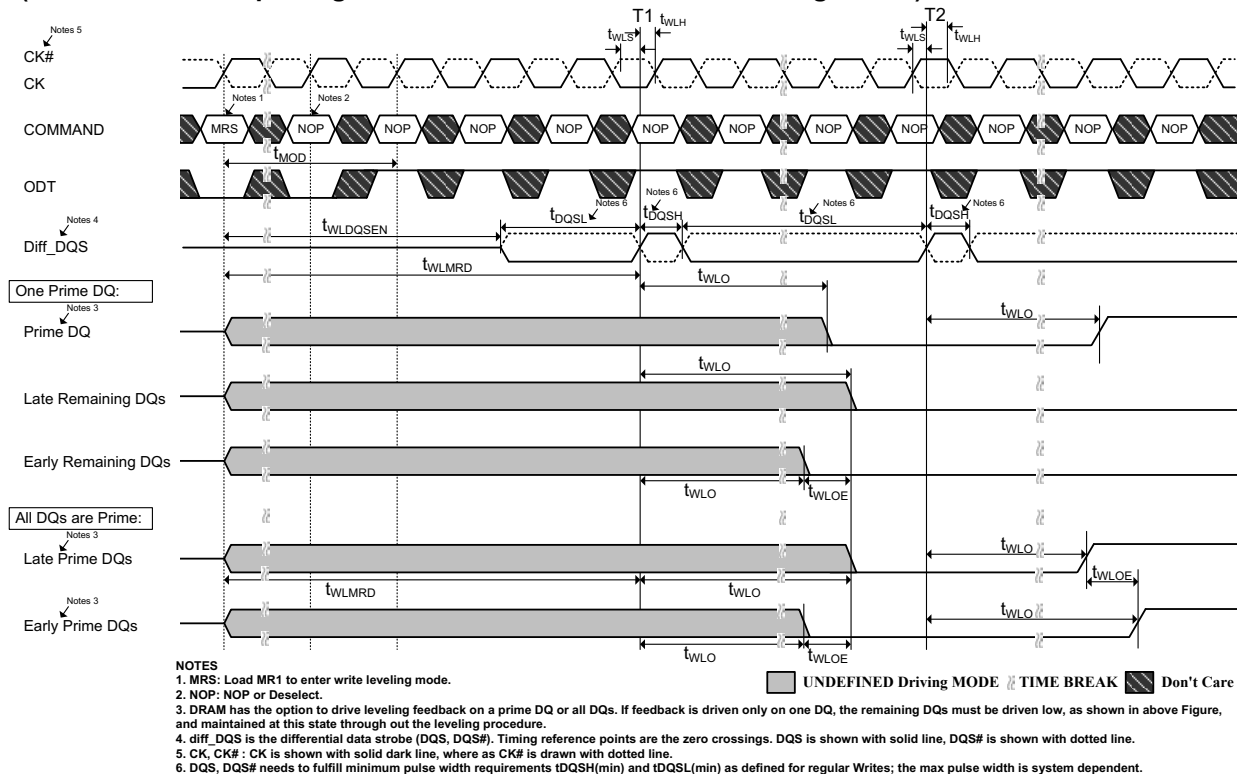 T1
T2
tWLS
tWLH
tWLS
tWLH
Notes 5
CK#
CK
Notes 1
Notes 2
COMMAND
MRS
NOP
NOP
NOP
NOP
NOP
NOP
NOP
NOP
NOP
NOP
NOP
tMOD
ODT
Notes 4
Diff_DQS
tWLDQSEN
tDQSL
Notes 6
tDQSH
Notes 6
tDQSL
Notes 6
tDQSH
Notes 6
tWLMRD
tWLO
One Prime DQ:
Notes 3
Prime DQ
tWLO
tWLO
Late Remaining DQs
Early Remaining DQs
tWLO
tWLOE
All DQs are Prime:
Notes 3
Late Prime DQs
tWLMRD
tWLO
tWLO
tWLOE
Notes 3
Early Prime DQs
tWLO
tWLO
tWLOE
NOTES
1. MRS: Load MR1 to enter write leveling mode.
2. NOP: NOP or Deselect.
UNDEFINED Driving MODE
TIME BREAK
Don't Care
3. DRAM has the option to drive leveling feedback on a prime DQ or all DQs. If feedback is driven only on one DQ, the remaining DQs must be driven low, as shown in above Figure,
and maintained at this state through out the leveling procedure.
4. diff_DQS is the differential data strobe (DQS, DQS#). Timing reference points are the zero crossings. DQS is shown with solid line, DQS# is shown with dotted line.
5. CK, CK# : CK is shown with solid dark line, where as CK# is drawn with dotted line.
6. DQS, DQS# needs to fulfill minimum pulse width requirements tDQSH(min) and tDQSL(min) as defined for regular Writes; the max pulse width is system dependent.